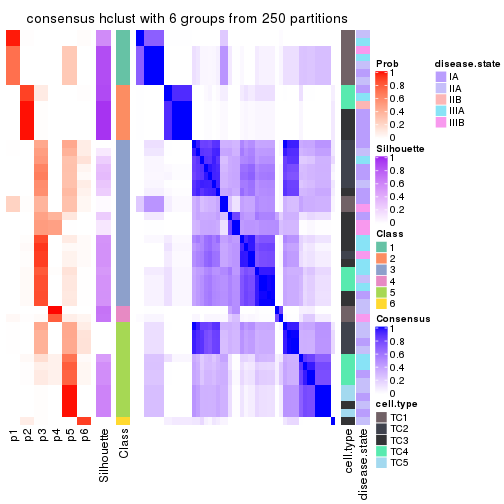 consensus hclust with 6 groups from 250 partitions
Prob
1
0.8
0.6
0.4
0.2
0
disease.state
IA
IIA
IIB
IIIA
IIIB
Silhouette
1
0.8
0.6
0.4
0.2
0
Class
1
2
3
4
5
6
Consensus
1
0.8
0.6
0.4
0.2
0
cell.type
TC1
TC2
TC3
TC4
TC5
p1
p2
p3
p4
p5
p6
Silhouette
Class
cell.type
disease.state